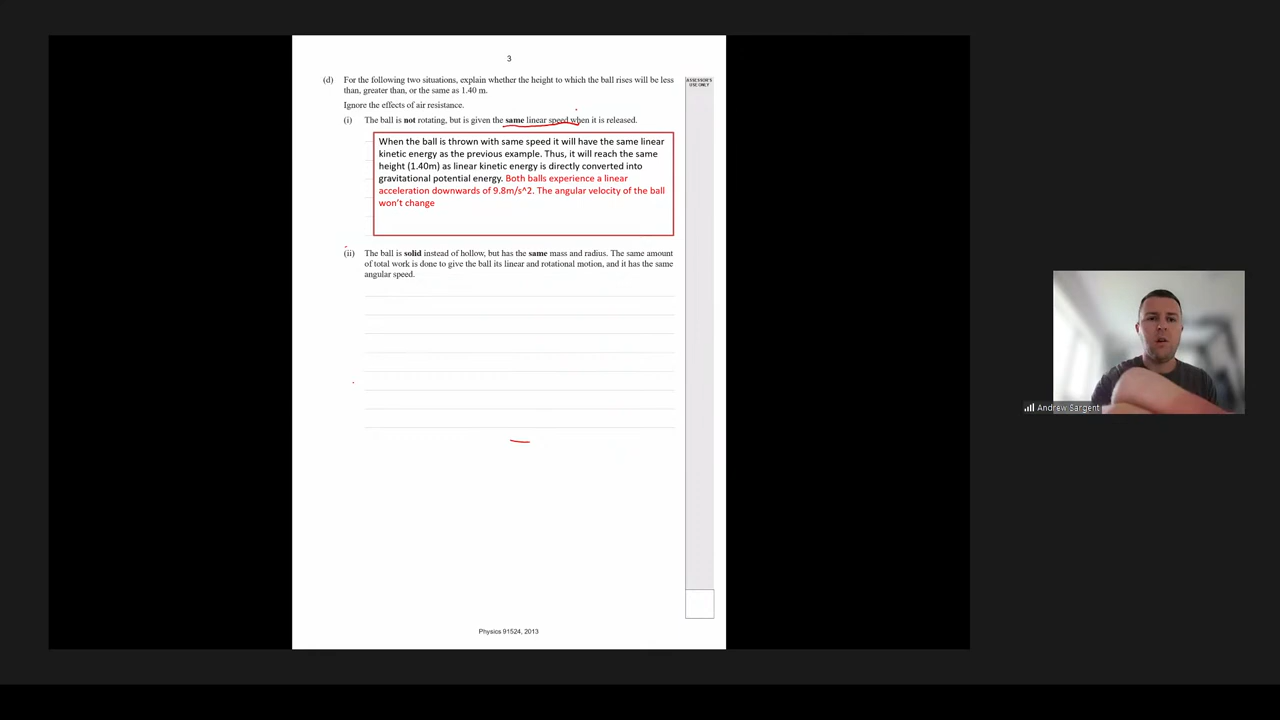 3
(d) For the following two situations, explain whether the height to which the ball rises will be less
than, greater than, or the same as 1.40 m.
ASSESSOR'S
USE ONLY
Ignore the effects of air resistance.
(i) The ball is not rotating, but is given the same linear speed when it is released.
When the ball is thrown with same speed it will have the same linear
kinetic energy as the previous example. Thus, it will reach the same
height (1.40m) as linear kinetic energy is directly converted into
gravitational potential energy. Both balls experience a linear
acceleration downwards of 9.8m/s^2. The angular velocity of the ball
won't change
(ii) The ball is solid instead of hollow, but has the same mass and radius. The same amount
of total work is done to give the ball its linear and rotational motion, and it has the same
angular speed.
Andrew Sargent
Physics 91524, 2013